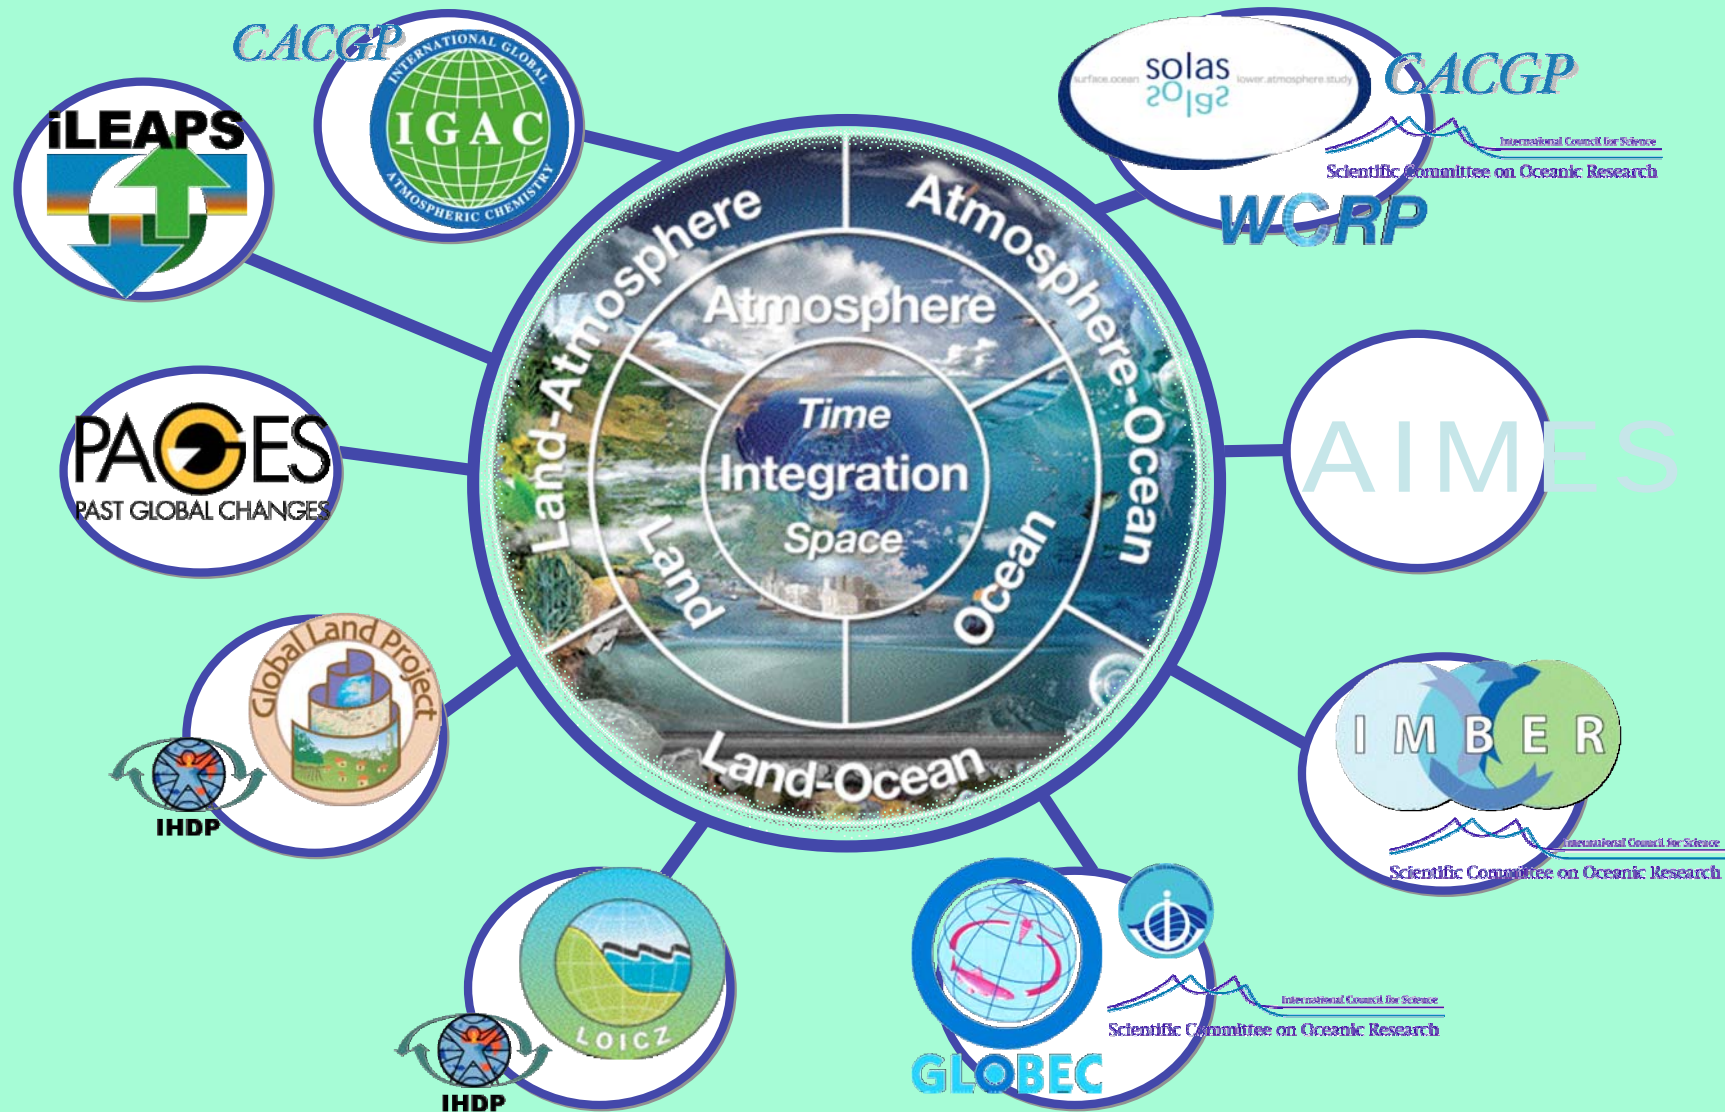 CACGP
INTERNATIONAL GLOBAL
IGAC
ATMOSPHERIC CHEMISTRY
surface.ocean solas lower.atmosphere.study
solas
CACGP
International Council for Science
Scientific Committee on Oceanic Research
WCRP
iLEAPS
Land-Atmosphere
Atmosphere-Ocean
Atmosphere
Time
Integration
Space
Land
Ocean
Land-Ocean
PAGES
PAST GLOBAL CHANGES
AIMES
Global Land Project
IHDP
IMBER
International Council for Science
Scientific Committee on Oceanic Research
LOICZ
IHDP
GLOBEC
International Council for Science
Scientific Committee on Oceanic Research